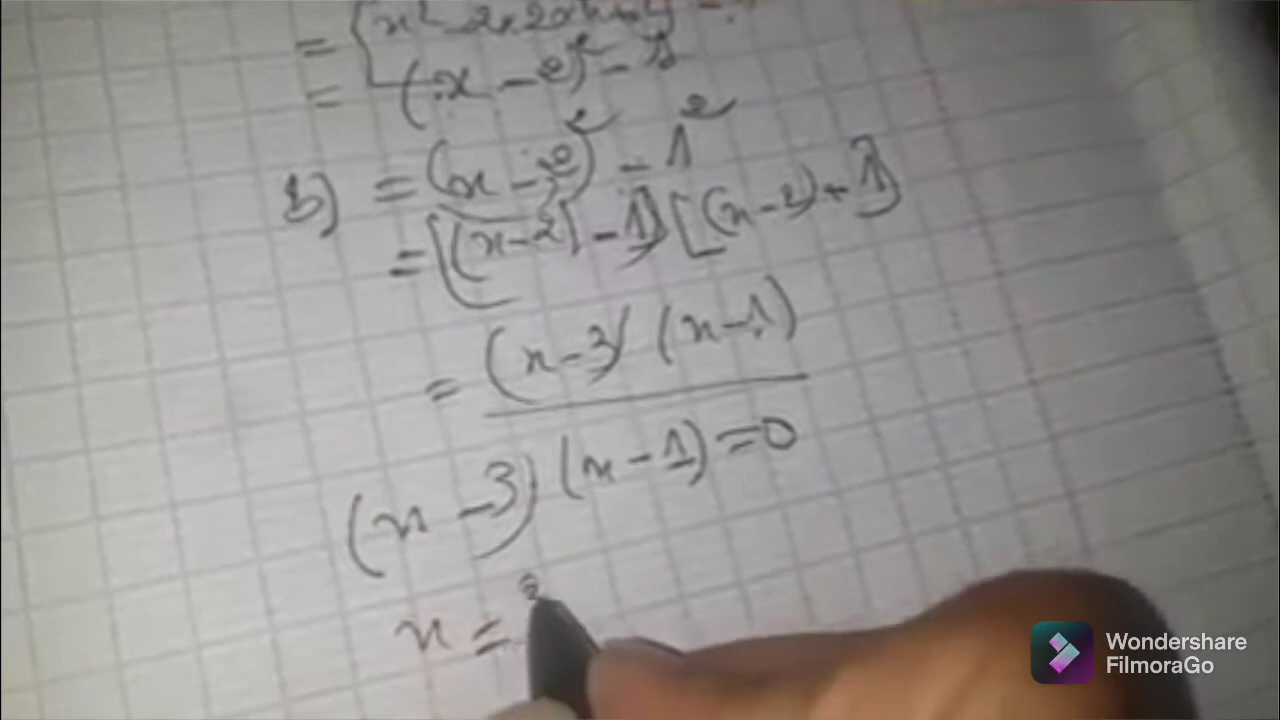 = (x - 2)² - 1
b) = (x - 2)² - 1²
= [(x-2) - 1] [(x-2) + 1]
= (x-3) (x-1)
(x - 3) (x - 1) = 0
x =
Wondershare
FilmoraGo